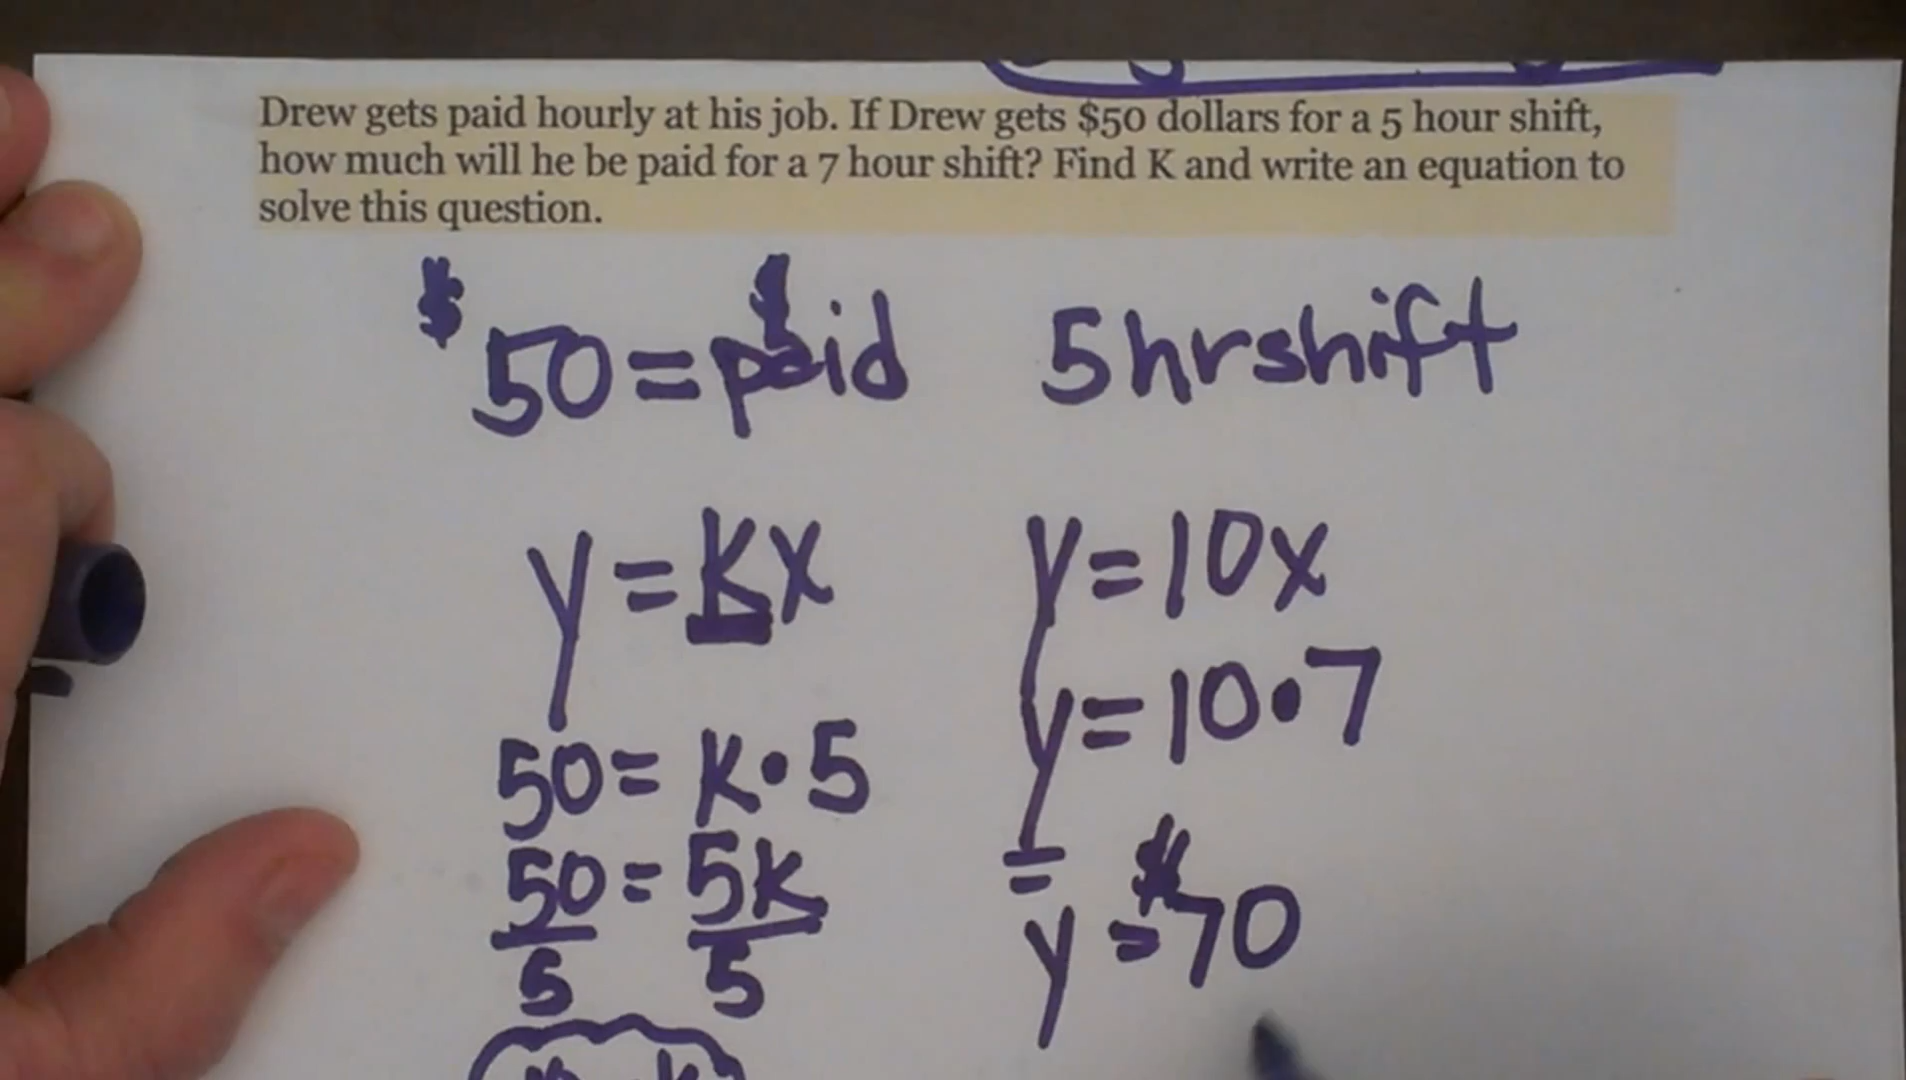 Drew gets paid hourly at his job. If Drew gets $50 dollars for a 5 hour shift,
how much will he be paid for a 7 hour shift? Find K and write an equation to
solve this question.
$50 = paid 5 hr shift
y = kx
50 = k • 5
50 = 5k
5 5
y = 10x
y = 10 • 7
y = $70